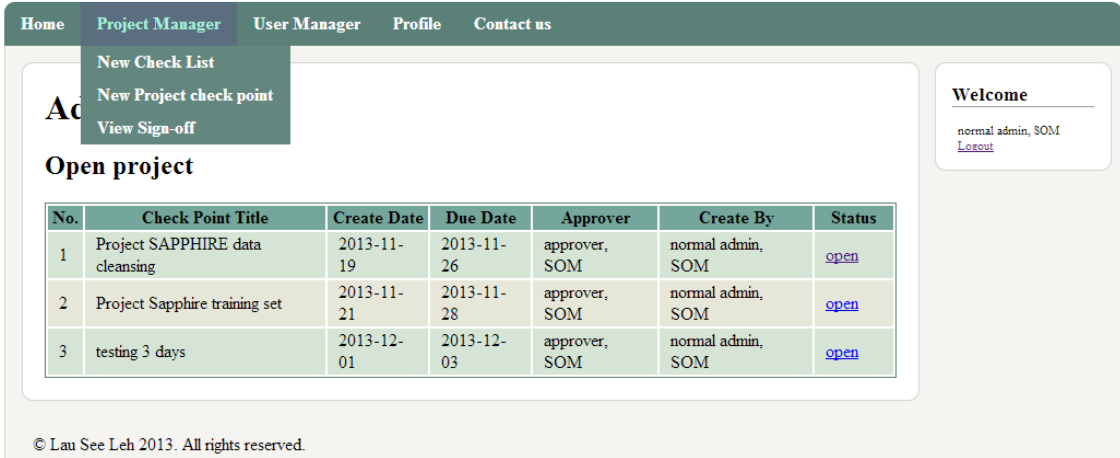 Home Project Manager User Manager Profile Contact us
New Check List
New Project check point
View Sign-off
Welcome
normal admin, SOM
Logout
Open project
No. Check Point Title Create Date Due Date Approver Create By Status
1 Project SAPPHIRE data cleansing 2013-11-19 2013-11-26 approver, SOM normal admin, SOM open
2 Project Sapphire training set 2013-11-21 2013-11-28 approver, SOM normal admin, SOM open
3 testing 3 days 2013-12-01 2013-12-03 approver, SOM normal admin, SOM open
© Lau See Leh 2013. All rights reserved.